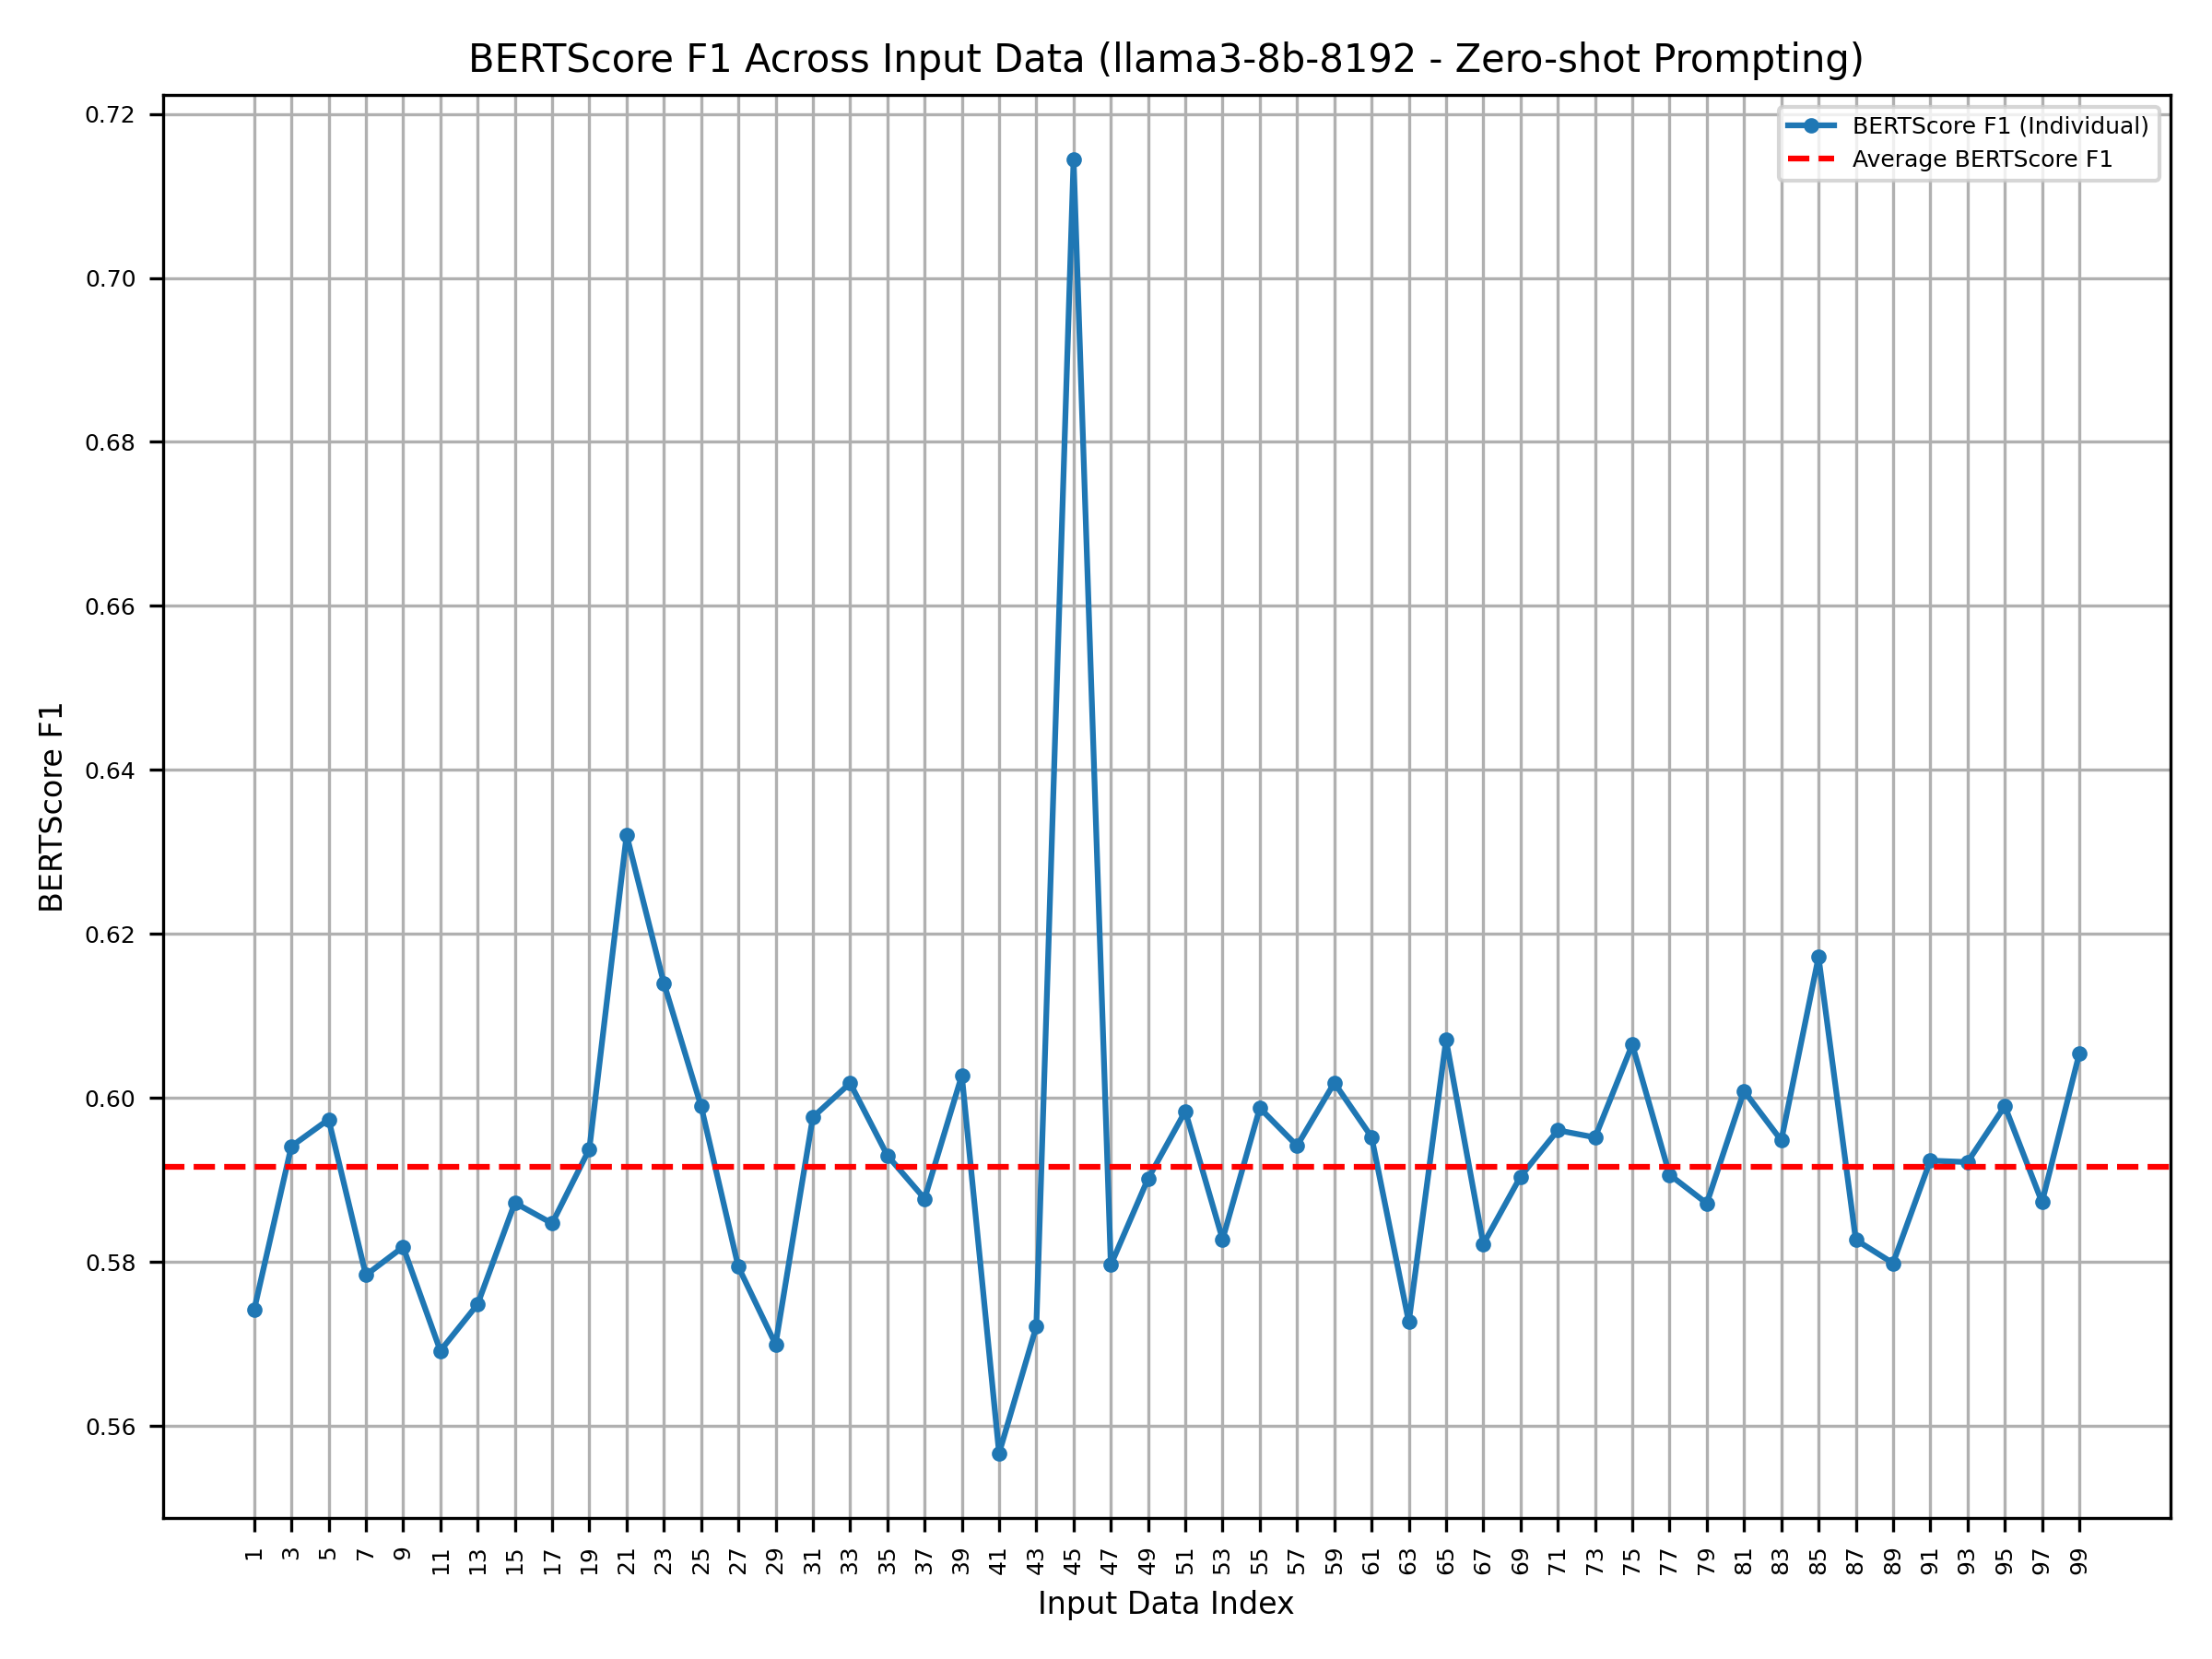 BERTScore F1 Across Input Data (llama3-8b-8192 - Zero-shot Prompting)
BERTScore F1 (Individual)
Average BERTScore F1
0.72
0.70
0.68
0.66
0.64
0.62
0.60
0.58
0.56
BERTScore F1
1 3 5 7 9 11 13 15 17 19 21 23 25 27 29 31 33 35 37 39 41 43 45 47 49 51 53 55 57 59 61 63 65 67 69 71 73 75 77 79 81 83 85 87 89 91 93 95 97 99
Input Data Index